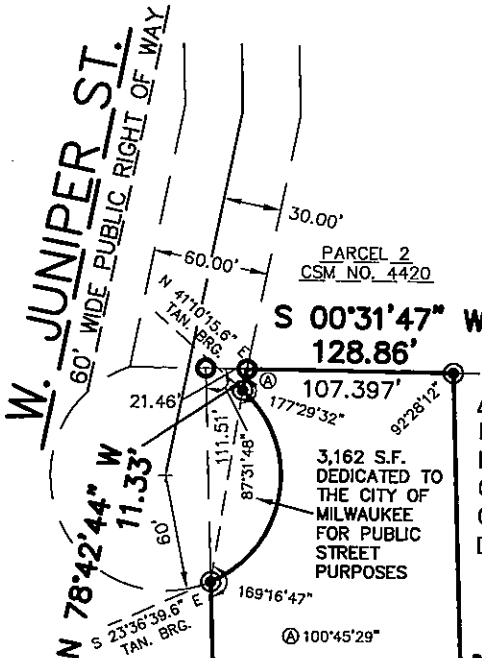 W. JUNIPER ST.
60' WIDE PUBLIC RIGHT OF WAY
30.00'
60.00'
PARCEL 2
CSM NO. 4420
N 41°10'15.6" E
TAN. BRG.
S 00°31'47" W
128.86'
107.397'
Ⓐ
177°29'32"
92°28'12"
21.46'
111.51'
87°31'48"
N 78°42'44" W
11.33'
60'
3,162 S.F.
DEDICATED TO
THE CITY OF
MILWAUKEE
FOR PUBLIC
STREET
PURPOSES
S 23°36'39.6" E
TAN. BRG.
169°16'47"
Ⓐ 100°45'29"